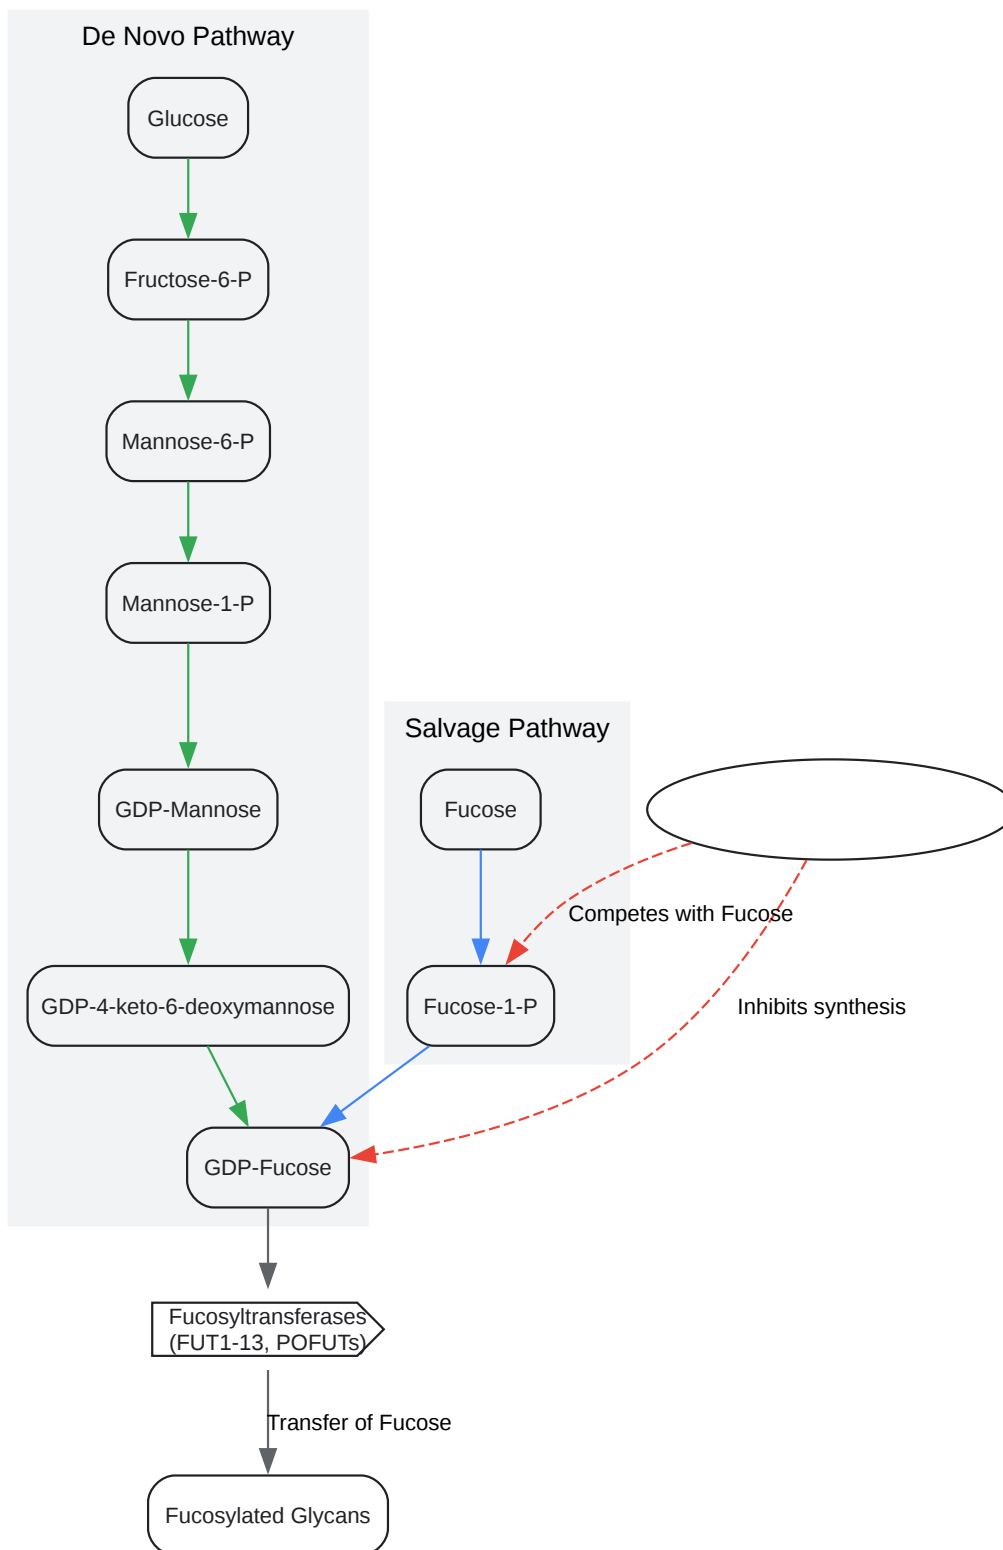 De Novo Pathway
Glucose
Fructose-6-P
Mannose-6-P
Mannose-1-P
Salvage Pathway
GDP-Mannose
Fucose
Competes with Fucose
GDP-4-keto-6-deoxymannose
Fucose-1-P
Inhibits synthesis
GDP-Fucose
Fucosyltransferases
(FUT1-13, POFUTs)
Transfer of Fucose
Fucosylated Glycans